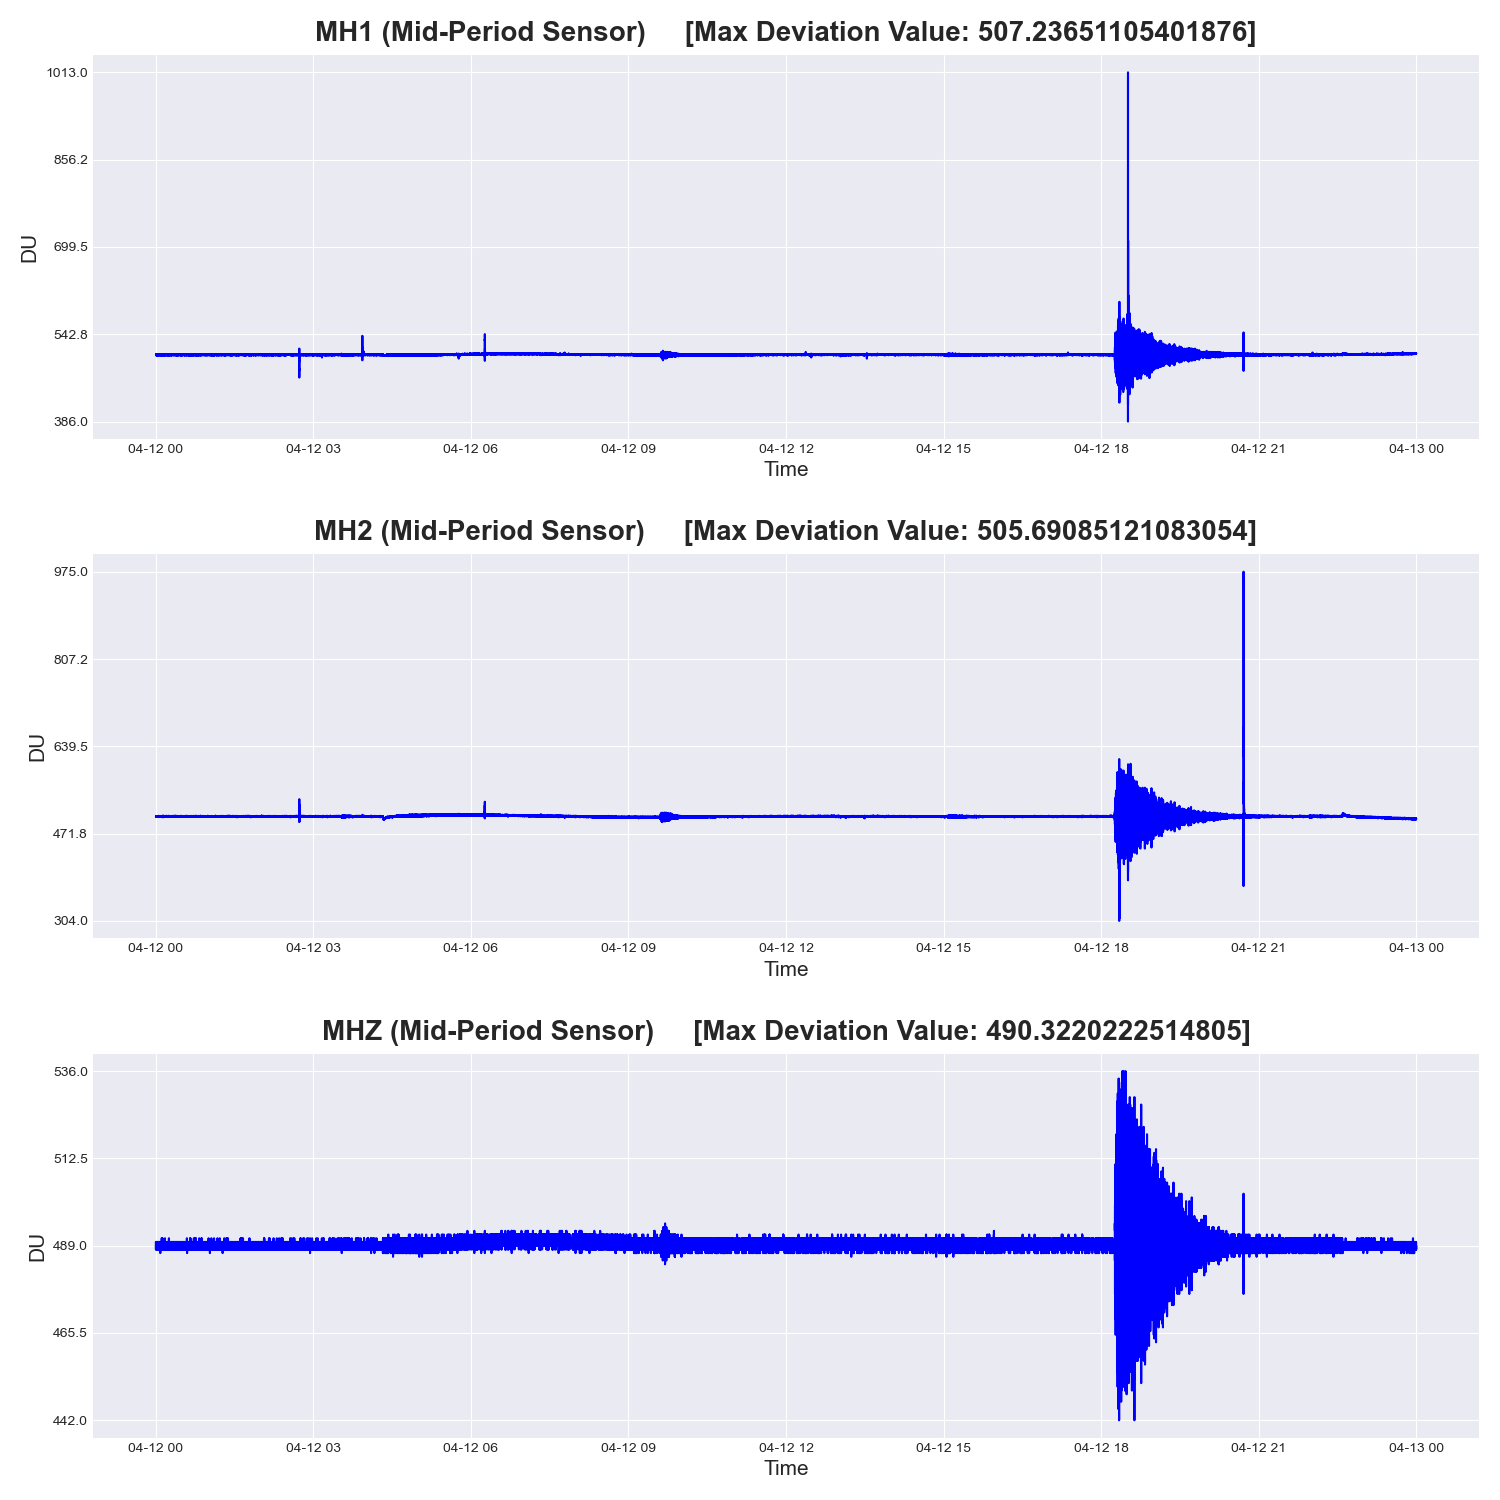 MH1 (Mid-Period Sensor) [Max Deviation Value: 507.23651105401876]
1013.0
856.2
699.5
542.8
386.0
DU
04-12 00 04-12 03 04-12 06 04-12 09 04-12 12 04-12 15 04-12 18 04-12 21 04-13 00
Time
MH2 (Mid-Period Sensor) [Max Deviation Value: 505.69085121083054]
975.0
807.2
639.5
471.8
304.0
DU
04-12 00 04-12 03 04-12 06 04-12 09 04-12 12 04-12 15 04-12 18 04-12 21 04-13 00
Time
MHZ (Mid-Period Sensor) [Max Deviation Value: 490.3220222514805]
536.0
512.5
489.0
465.5
442.0
DU
04-12 00 04-12 03 04-12 06 04-12 09 04-12 12 04-12 15 04-12 18 04-12 21 04-13 00
Time